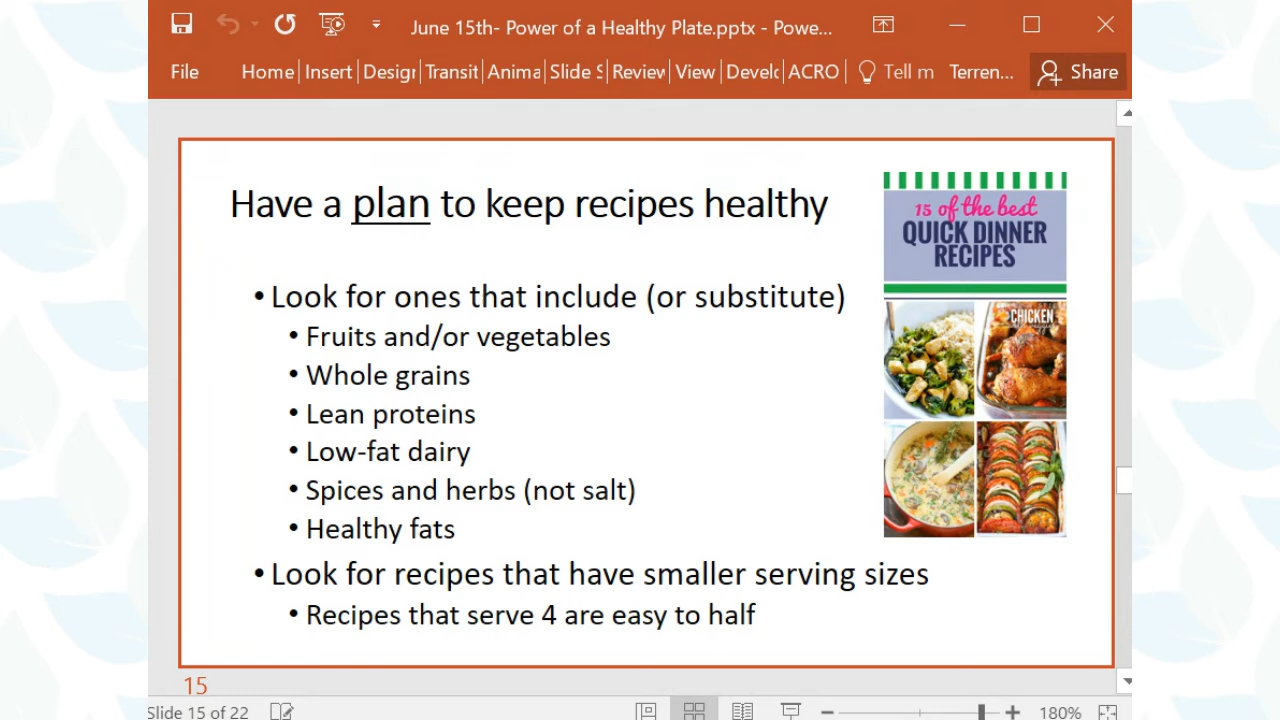 June 15th- Power of a Healthy Plate.pptx - Powe...
File Home Insert Desigr Transit Anima Slide S Review View Develc ACRO Tell m Terren... Share
Have a plan to keep recipes healthy
15 of the best
QUICK DINNER
RECIPES
CHICKEN
• Look for ones that include (or substitute)
• Fruits and/or vegetables
• Whole grains
• Lean proteins
• Low-fat dairy
• Spices and herbs (not salt)
• Healthy fats
• Look for recipes that have smaller serving sizes
• Recipes that serve 4 are easy to half
15
Slide 15 of 22
180%